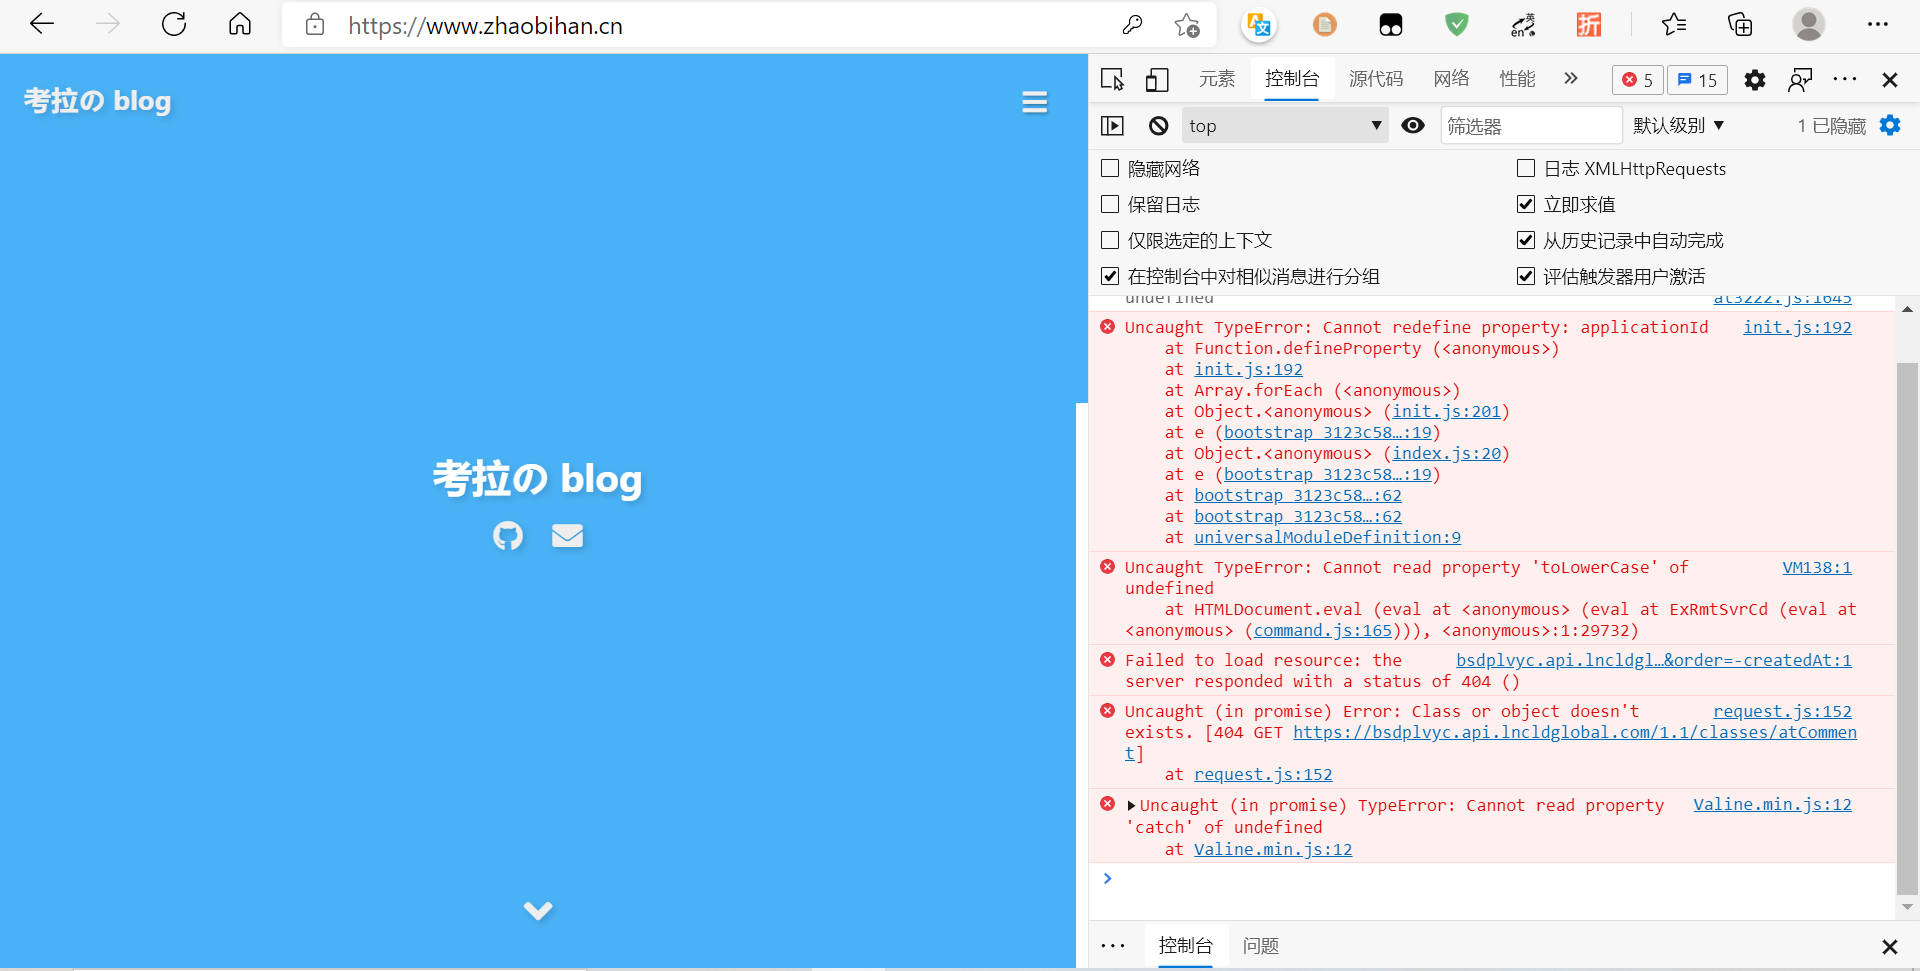 https://www.zhaobihan.cn
英
en
折
考拉の blog
考拉の blog
元素
控制台
源代码
网络
性能
5
15
top
筛选器
默认级别
1 已隐藏
隐藏网络
日志 XMLHttpRequests
保留日志
立即求值
仅限选定的上下文
从历史记录中自动完成
在控制台中对相似消息进行分组
评估触发器用户激活
undefined at3222.js:1645
Uncaught TypeError: Cannot redefine property: applicationId init.js:192
at Function.defineProperty (<anonymous>)
at init.js:192
at Array.forEach (<anonymous>)
at Object.<anonymous> (init.js:201)
at e (bootstrap 3123c58…:19)
at Object.<anonymous> (index.js:20)
at e (bootstrap 3123c58…:19)
at bootstrap 3123c58…:62
at bootstrap 3123c58…:62
at universalModuleDefinition:9
Uncaught TypeError: Cannot read property 'toLowerCase' of VM138:1
undefined
at HTMLDocument.eval (eval at <anonymous> (eval at ExRmtSvrCd (eval at
<anonymous> (command.js:165))), <anonymous>:1:29732)
Failed to load resource: the bsdplvyc.api.lncldgl…&order=-createdAt:1
server responded with a status of 404 ()
Uncaught (in promise) Error: Class or object doesn't request.js:152
exists. [404 GET https://bsdplvyc.api.lncldglobal.com/1.1/classes/atCommen
t]
at request.js:152
Uncaught (in promise) TypeError: Cannot read property Valine.min.js:12
'catch' of undefined
at Valine.min.js:12
控制台
问题